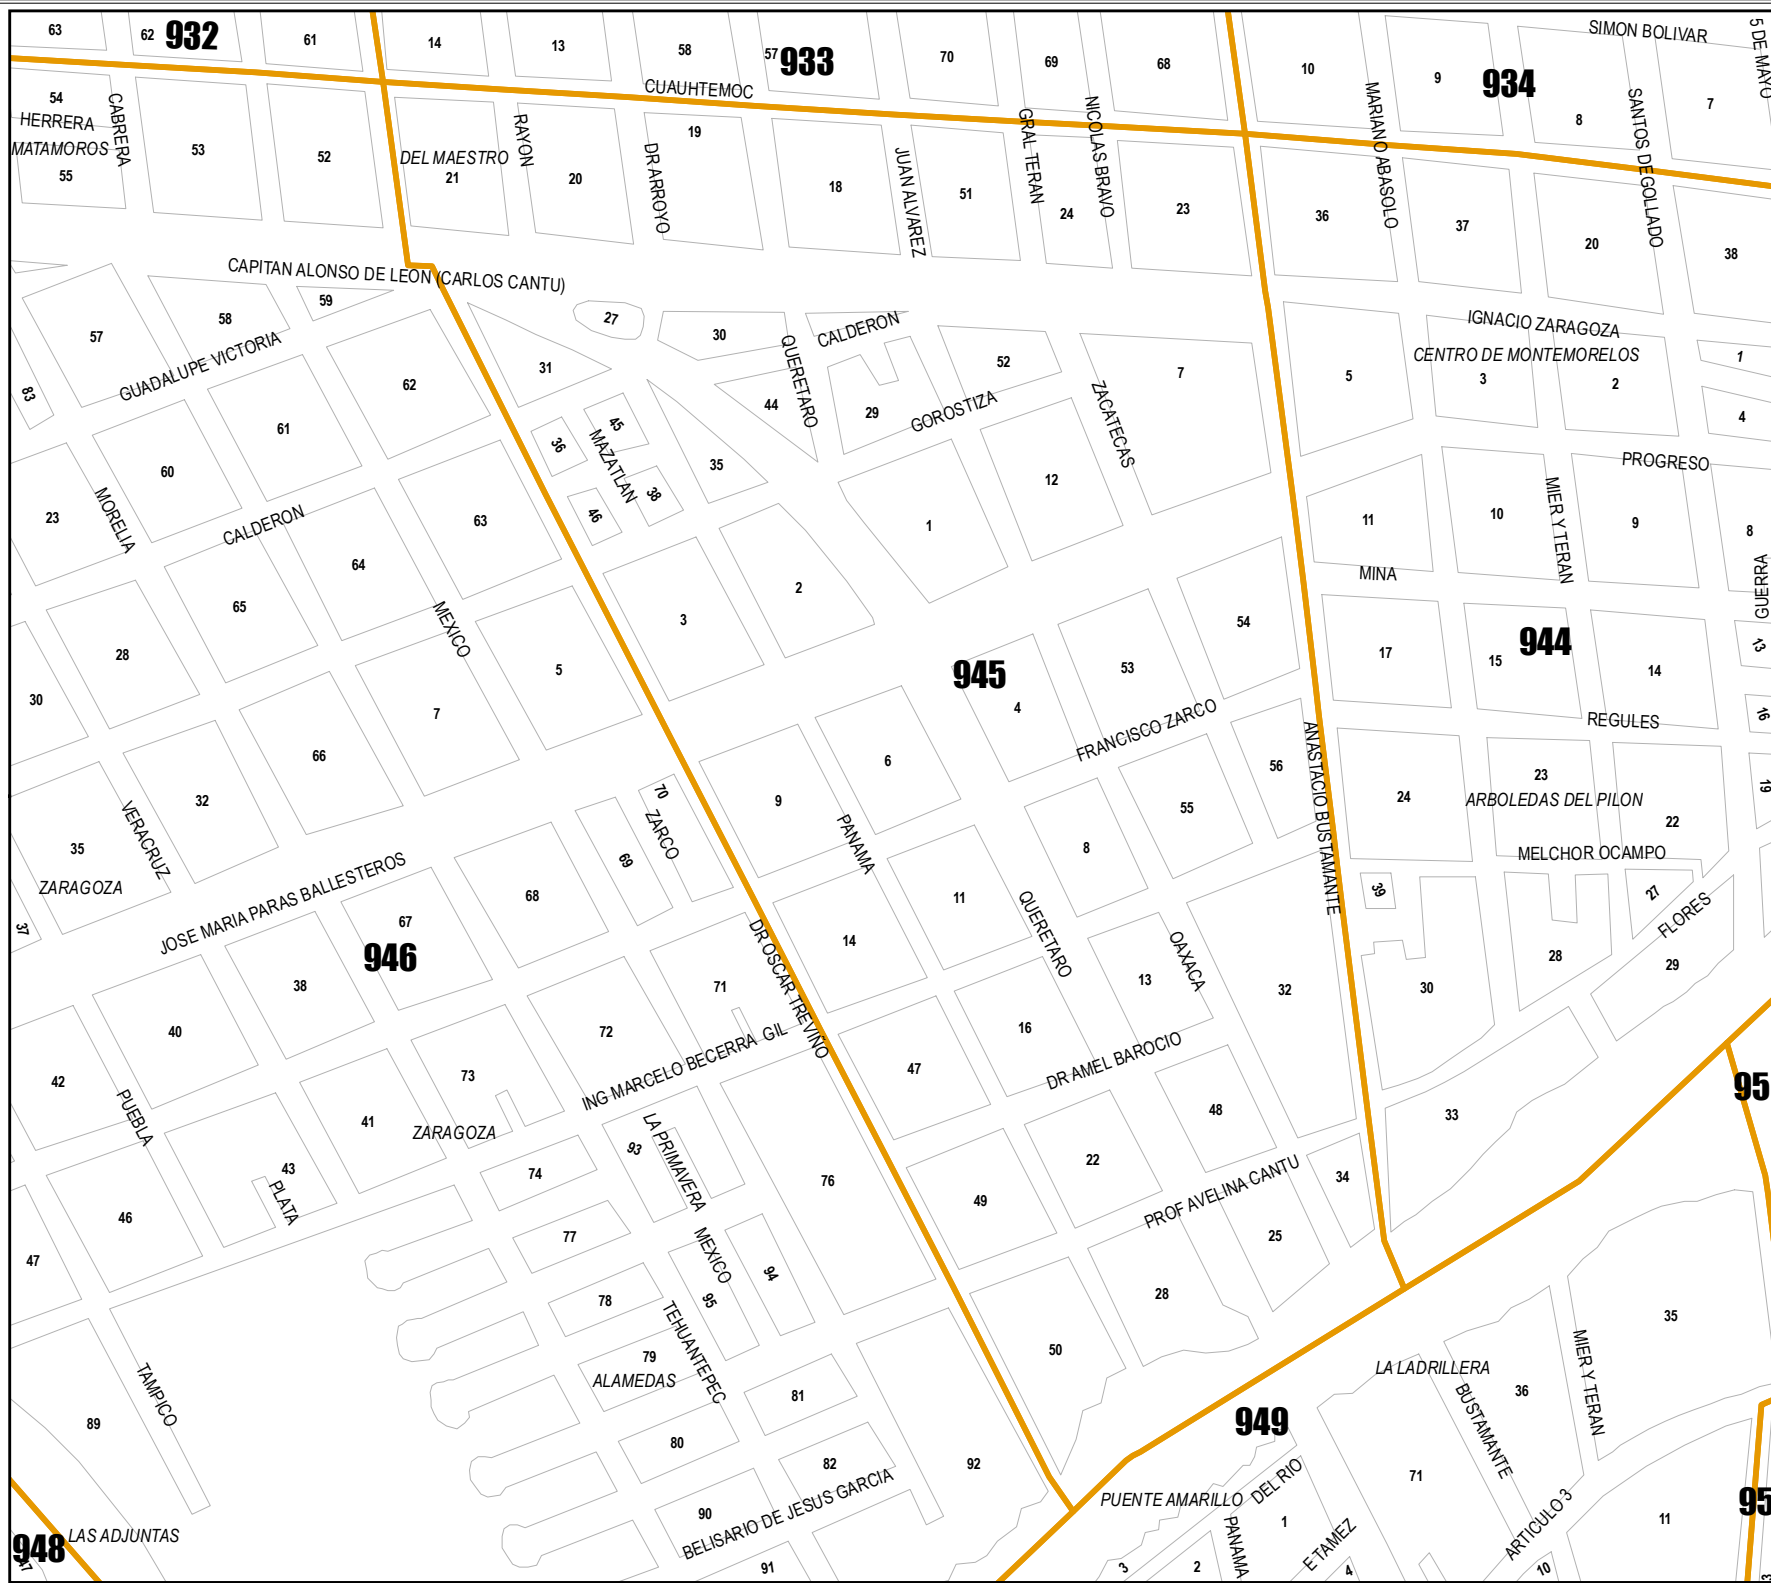 63
62
932
61
14
13
58
57
933
70
69
68
10
9
934
SIMON BOLIVAR
5 DE MAYO
54
CABRERA
HERRERA
MATAMOROS
55
53
52
DEL MAESTRO
21
RAYON
20
CUAUHTEMOC
19
DR ARROYO
18
JUAN ALVAREZ
51
GRAL TERAN
24
NICOLAS BRAVO
23
36
MARIANO ABASOLO
37
8
20
SANTOS DEGOLLADO
7
38
CAPITAN ALONSO DE LEON (CARLOS CANTU)
57
58
59
GUADALUPE VICTORIA
83
62
61
60
31
27
30
QUERETARO
CALDERON
44
29
52
GOROSTIZA
7
ZACATECAS
5
IGNACIO ZARAGOZA
CENTRO DE MONTEMORELOS
3
2
1
4
36
45
MAZATLAN
38
46
35
23
MORELIA
CALDERON
63
64
65
1
12
11
10
PROGRESO
MIER Y TERAN
9
8
MINA
GUERRA
28
30
MEXICO
5
3
2
54
53
945
4
17
15
944
14
13
7
66
32
6
9
FRANCISCO ZARCO
56
ANASTACIO BUSTAMANTE
REGULES
16
24
23
ARBOLEDAS DEL PILON
22
19
35
VERACRUZ
ZARAGOZA
37
70
ZARCO
69
68
PANAMA
55
8
MELCHOR OCAMPO
39
27
FLORES
JOSE MARIA PARAS BALLESTEROS
67
946
38
11
QUERETARO
14
DR OSCAR TREVIÑO
71
72
OAXACA
13
32
30
28
29
40
16
ING MARCELO BECERRA GIL
47
DR AMEL BAROCIO
42
PUEBLA
73
41
ZARAGOZA
93
LA PRIMAVERA
48
33
95
43
PLATA
74
76
22
49
PROF AVELINA CANTU
34
46
47
77
MEXICO
94
95
25
28
78
TEHUANTEPEC
50
35
79
ALAMEDAS
81
LA LADRILLERA
36
MIER Y TERAN
BUSTAMANTE
TAMPICO
89
80
82
92
949
71
BELISARIO DE JESUS GARCIA
90
91
PUENTE AMARILLO
DEL RIO
1
PANAMA
E TAMEZ
ARTICULO 3
11
95
948
LAS ADJUNTAS
47
3
2
4
10
3